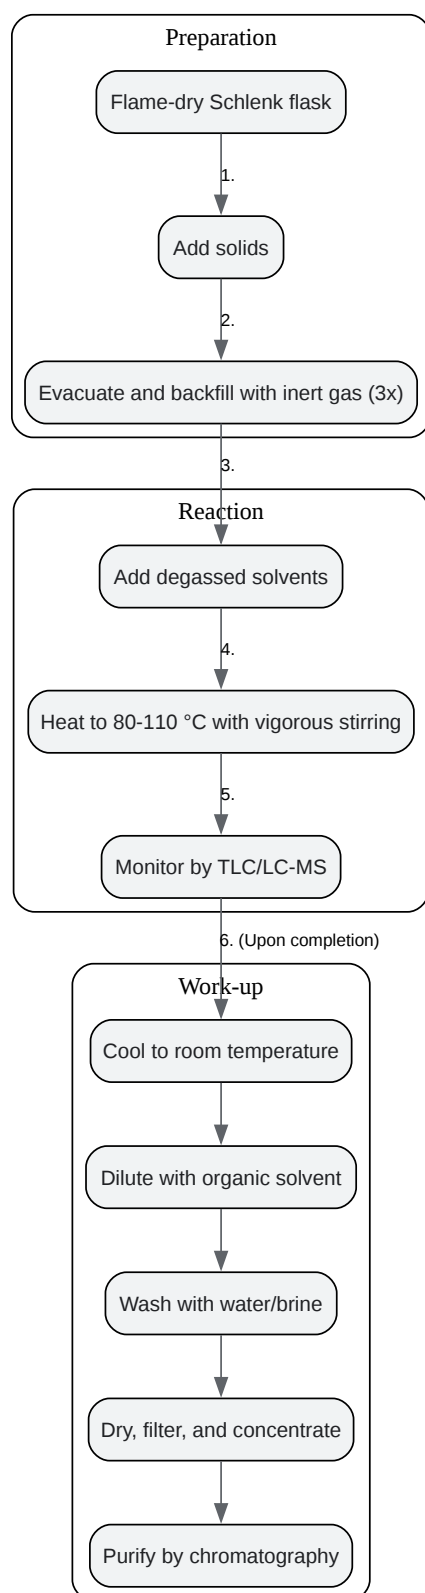 Preparation
Flame-dry Schlenk flask
1.
Add solids
2.
Evacuate and backfill with inert gas (3x)
3.
Reaction
Add degassed solvents
4.
Heat to 80-110 °C with vigorous stirring
5.
Monitor by TLC/LC-MS
6. (Upon completion)
Work-up
Cool to room temperature
Dilute with organic solvent
Wash with water/brine
Dry, filter, and concentrate
Purify by chromatography